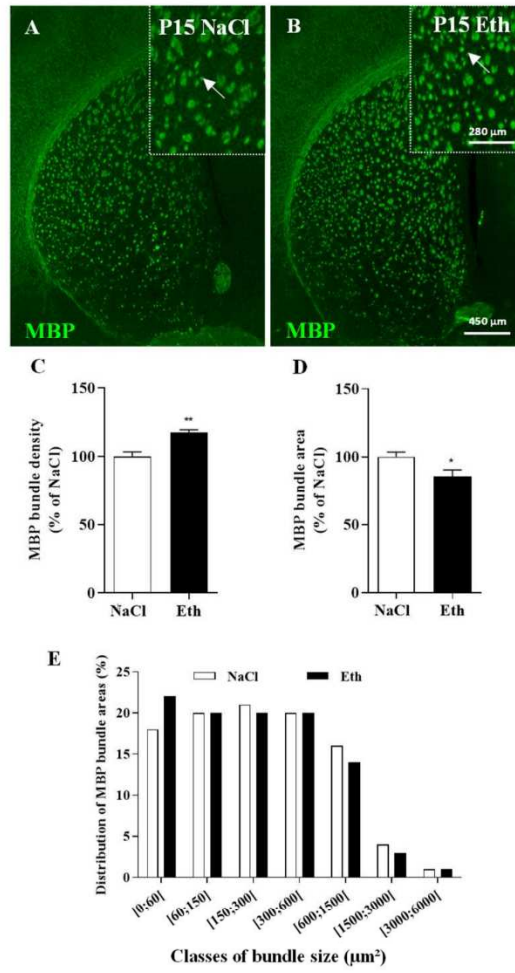 A
P15 NaCl
MBP
B
P15 Eth
280 µm
MBP
450 µm
C
MBP bundle density
(% of NaCl)
150
100
50
0
**
NaCl
Eth
D
MBP bundle area
(% of NaCl)
150
100
50
0
*
NaCl
Eth
E
Distribution of MBP bundle areas (%)
25
20
15
10
5
0
NaCl
Eth
[0;60[
[60;150[
[150;300[
[300;600[
[600;1500[
[1500;3000[
[3000;6000[
Classes of bundle size (µm²)